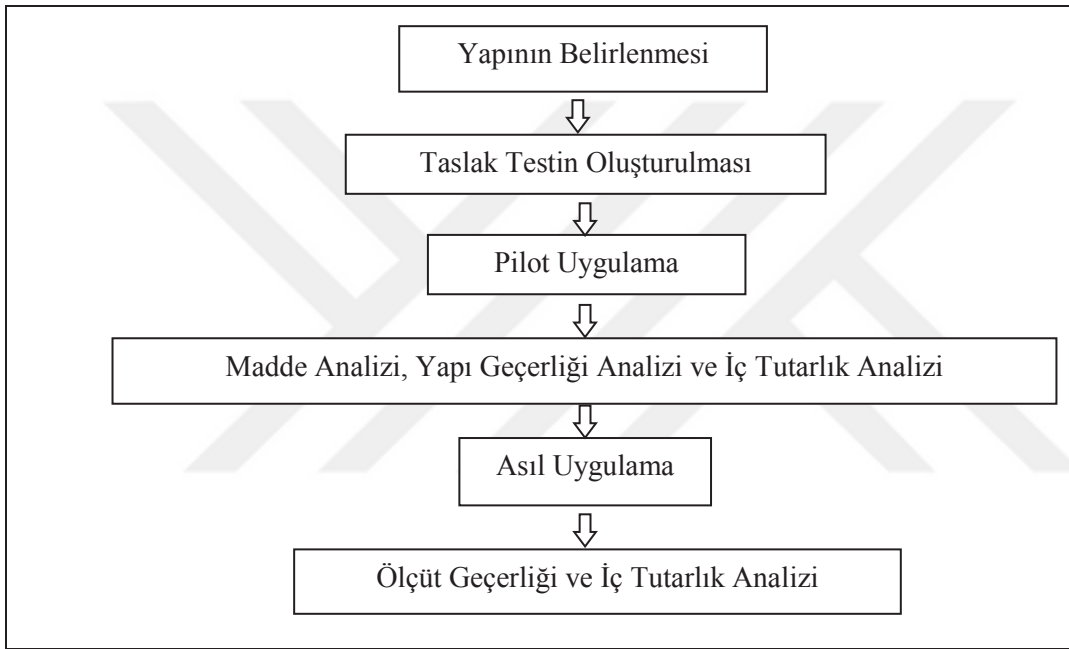 Yapının Belirlenmesi
Taslak Testin Oluşturulması
Pilot Uygulama
Madde Analizi, Yapı Geçerliği Analizi ve İç Tutarlık Analizi
Asıl Uygulama
Ölçüt Geçerliği ve İç Tutarlık Analizi